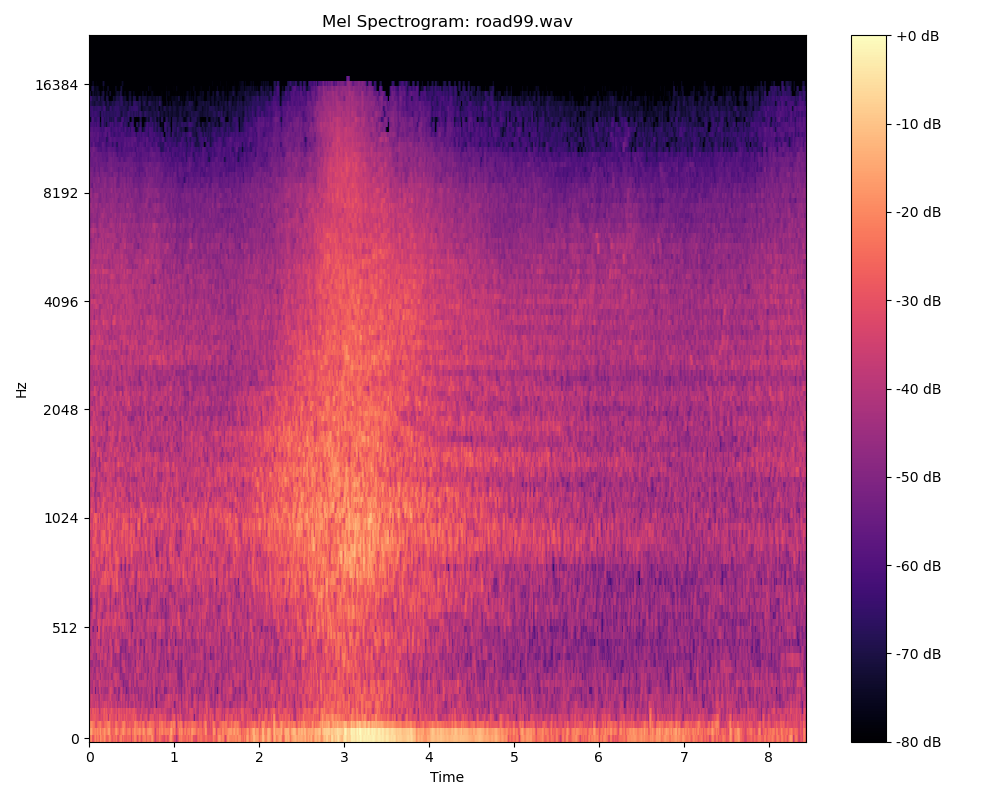 Mel Spectrogram: road99.wav
Hz
16384
8192
4096
2048
1024
512
0
0 1 2 3 4 5 6 7 8
Time
+0 dB
-10 dB
-20 dB
-30 dB
-40 dB
-50 dB
-60 dB
-70 dB
-80 dB